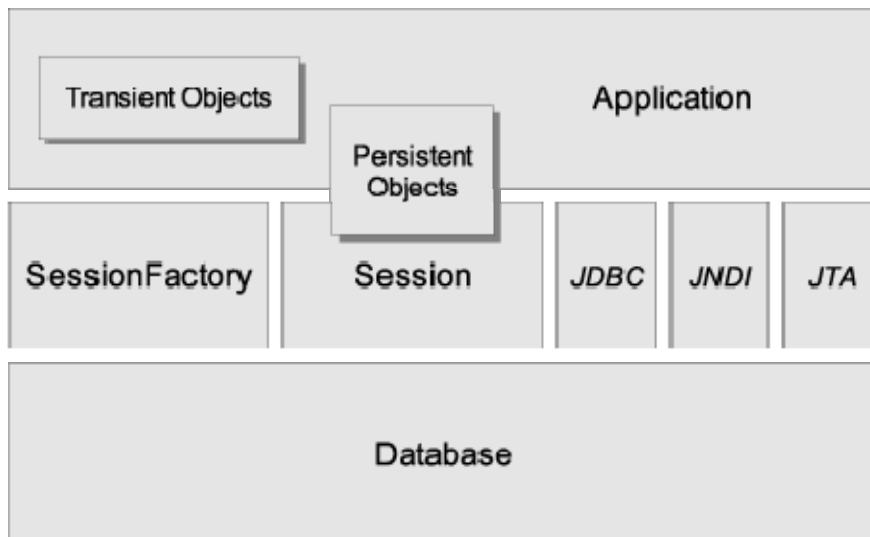 Transient Objects
Application
Persistent
Objects
SessionFactory
Session
JDBC
JNDI
JTA
Database